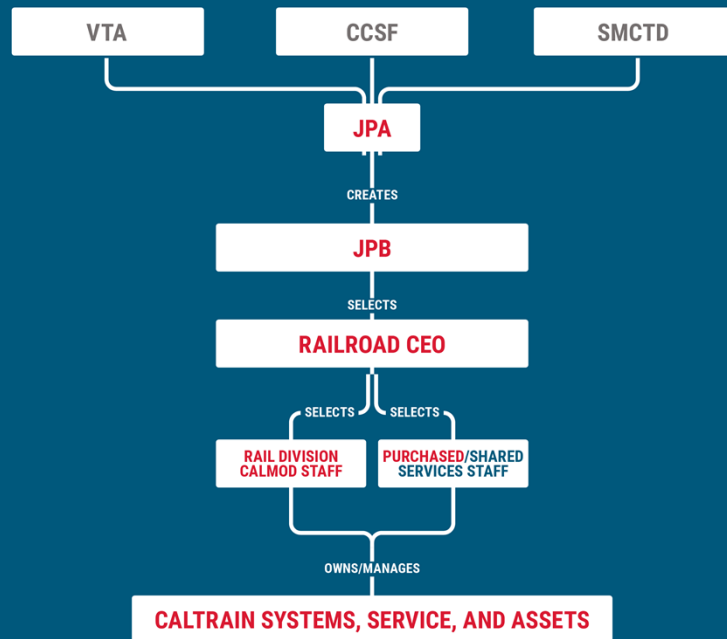 VTA
CCSF
SMCTD
JPA
CREATES
JPB
SELECTS
RAILROAD CEO
SELECTS
SELECTS
RAIL DIVISION
CALMOD STAFF
PURCHASED/SHARED
SERVICES STAFF
OWNS/MANAGES
CALTRAIN SYSTEMS, SERVICE, AND ASSETS